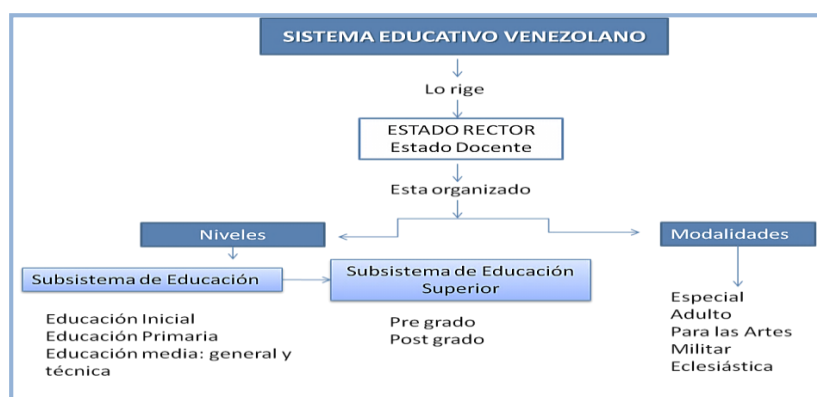 SISTEMA EDUCATIVO VENEZOLANO
Lo rige
ESTADO RECTOR
Estado Docente
Esta organizado
Niveles
Modalidades
Subsistema de Educación
Subsistema de Educación
Superior
Educación Inicial
Educación Primaria
Educación media: general y
técnica
Pre grado
Post grado
Especial
Adulto
Para las Artes
Militar
Eclesiástica